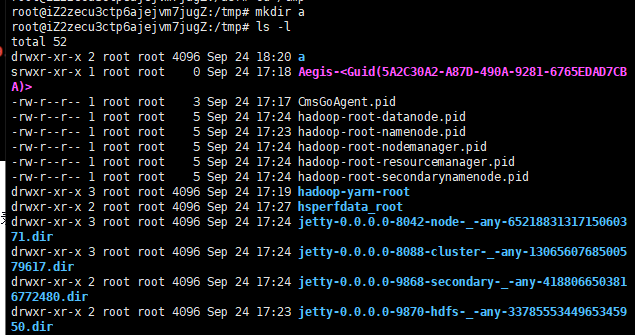 root@iZ2zecu3ctp6ajejvm7jugZ:/tmp# mkdir a
root@iZ2zecu3ctp6ajejvm7jugZ:/tmp# ls -l
total 52
drwxr-xr-x 2 root root 4096 Sep 24 18:20 a
srwxr-xr-x 1 root root    0 Sep 24 17:18 Aegis-<Guid(5A2C30A2-A87D-490A-9281-6765EDAD7CB
A)>
-rw-r--r-- 1 root root    3 Sep 24 17:17 CmsGoAgent.pid
-rw-r--r-- 1 root root    5 Sep 24 17:24 hadoop-root-datanode.pid
-rw-r--r-- 1 root root    5 Sep 24 17:23 hadoop-root-namenode.pid
-rw-r--r-- 1 root root    5 Sep 24 17:24 hadoop-root-nodemanager.pid
-rw-r--r-- 1 root root    5 Sep 24 17:24 hadoop-root-resourcemanager.pid
-rw-r--r-- 1 root root    5 Sep 24 17:24 hadoop-root-secondarynamenode.pid
drwxr-xr-x 3 root root 4096 Sep 24 17:19 hadoop-yarn-root
drwxr-xr-x 2 root root 4096 Sep 24 17:27 hsperfdata_root
drwxr-xr-x 3 root root 4096 Sep 24 17:24 jetty-0.0.0.0-8042-node-_-any-65218831317150603
71.dir
drwxr-xr-x 3 root root 4096 Sep 24 17:24 jetty-0.0.0.0-8088-cluster-_-any-13065607685005
79617.dir
drwxr-xr-x 2 root root 4096 Sep 24 17:24 jetty-0.0.0.0-9868-secondary-_-any-418806650381
6772480.dir
drwxr-xr-x 2 root root 4096 Sep 24 17:23 jetty-0.0.0.0-9870-hdfs-_-any-33785553449653459
50.dir